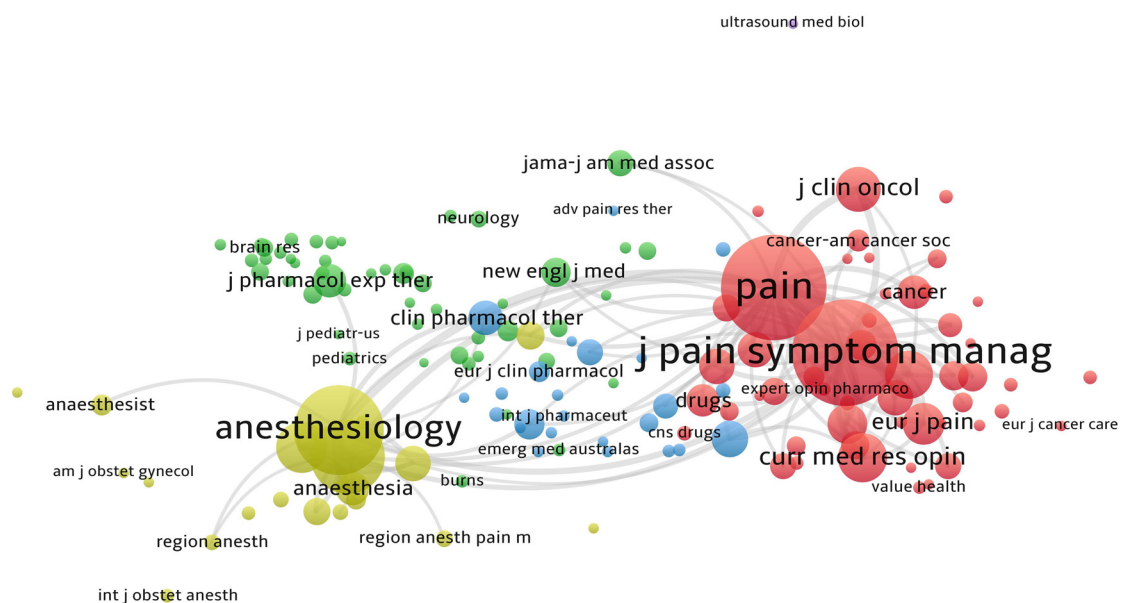 ultrasound med biol
jama-j am med assoc
j clin oncol
adv pain res ther
neurology
cancer-am cancer soc
brain res
new engl j med
j pharmacol exp ther
pain
cancer
clin pharmacol ther
j pediatr-us
j pain symptom manag
pediatrics
eur j clin pharmacol
expert opin pharmaco
anaesthesist
drugs
int j pharmaceut
eur j pain
eur j cancer care
anesthesiology
cns drugs
emerg med australas
curr med res opin
am j obstet gynecol
burns
anaesthesia
value health
region anesth
region anesth pain m
int j obstet anesth